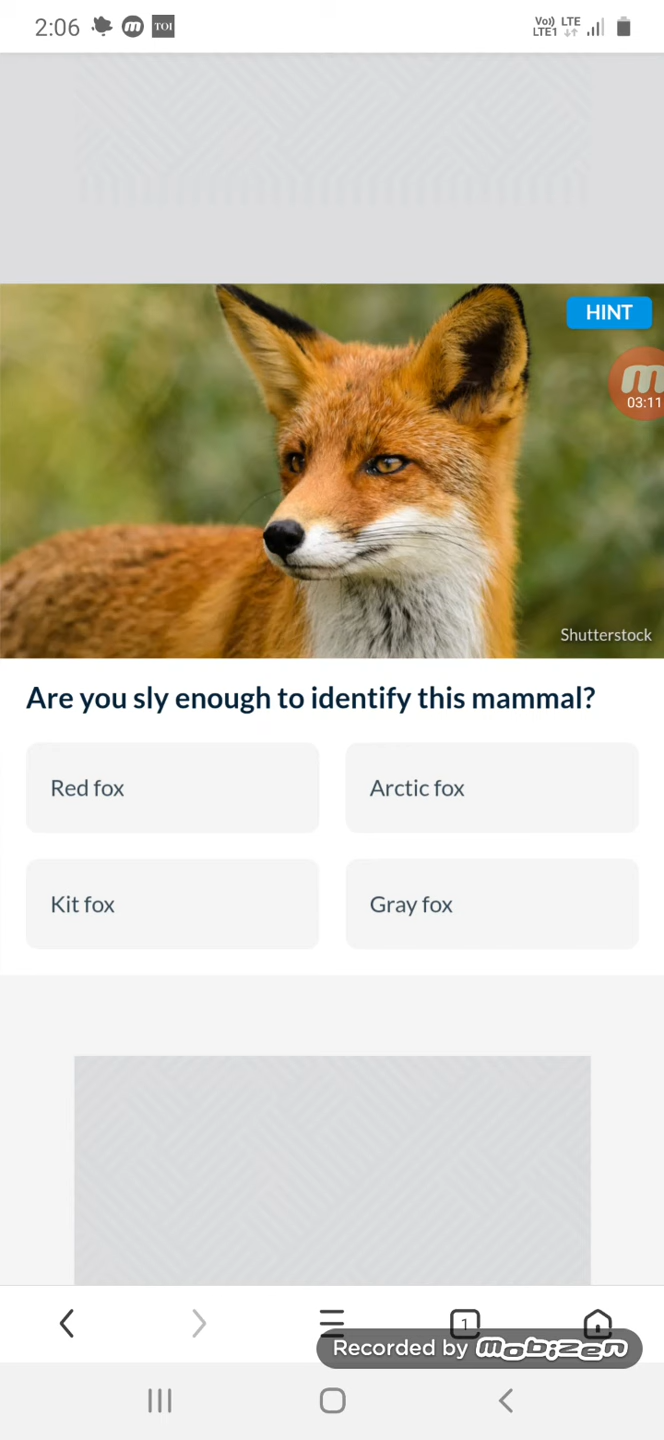 2:06 m TOI Vo)) LTE LTE1
HINT
m
03:11
Shutterstock
Are you sly enough to identify this mammal?
Red fox
Arctic fox
Kit fox
Gray fox
1
Recorded by mobizen